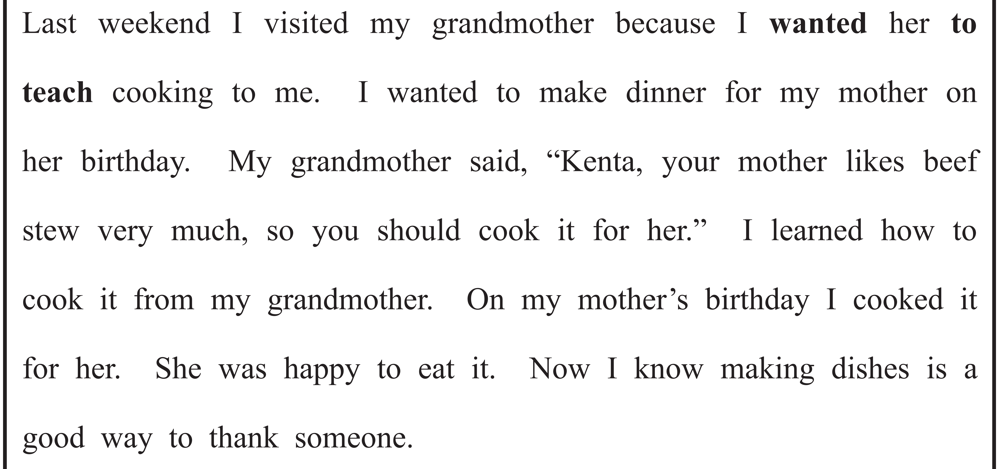 Last weekend I visited my grandmother because I wanted her to
teach cooking to me. I wanted to make dinner for my mother on
her birthday. My grandmother said, “Kenta, your mother likes beef
stew very much, so you should cook it for her.” I learned how to
cook it from my grandmother. On my mother’s birthday I cooked it
for her. She was happy to eat it. Now I know making dishes is a
good way to thank someone.